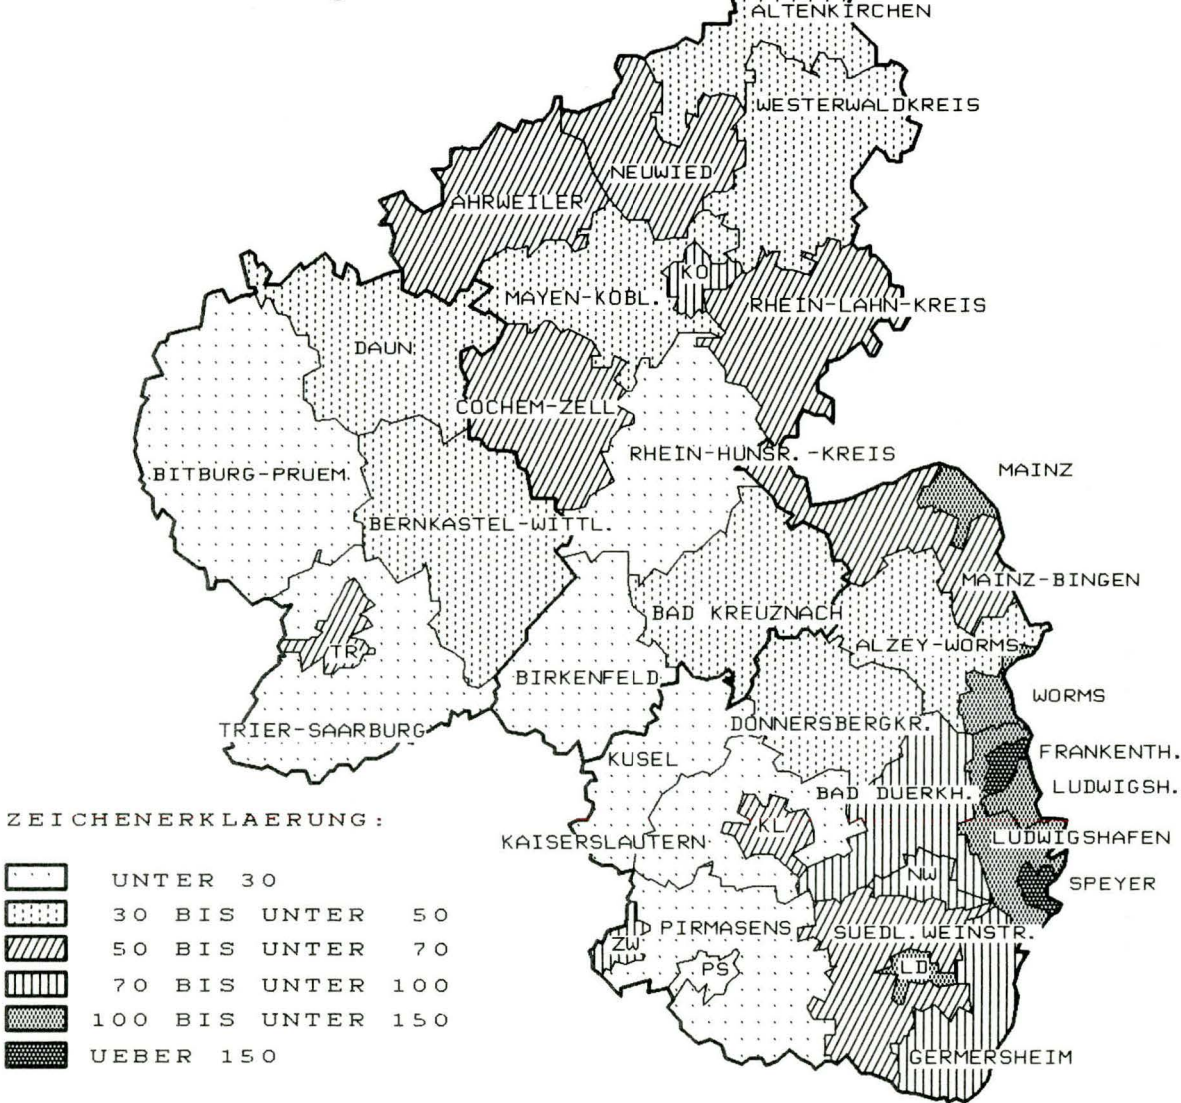 ALTENKIRCHEN
WESTERWALDKREIS
NEUWIED
AHRWEILER
KO
MAYEN-KOBL.
RHEIN-LAHN-KREIS
DAUN
COCHEM-ZELL
RHEIN-HUNSR.-KREIS
MAINZ
BITBURG-PRUEM
BERNKASTEL-WITTL.
MAINZ-BINGEN
BAD KREUZNACH
ALZEY-WORMS
TR
BIRKENFELD
WORMS
TRIER-SAARBURG
DONNERSBERGKR.
FRANKENTH.
KUSEL
LUDWIGSH.
BAD DUERKH.
KL
LUDWIGSHAFEN
KAISERSLAUTERN
NW
SPEYER
PIRMASENS
SUEDL.WEINSTR.
ZW
PS
LD
GERMERSHEIM
ZEICHENERKLAERUNG:
UNTER 30
30 BIS UNTER 50
50 BIS UNTER 70
70 BIS UNTER 100
100 BIS UNTER 150
UEBER 150